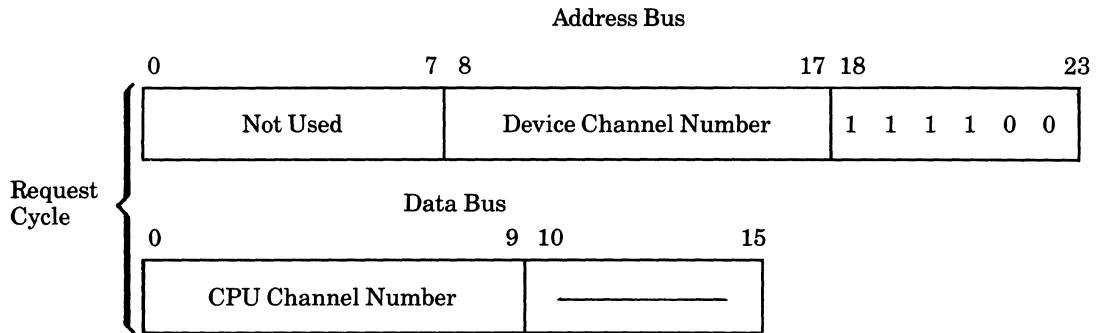 Address Bus
0 7 8 17 18 23
Not Used Device Channel Number 1 1 1 1 0 0
Request
Cycle
Data Bus
0 9 10 15
CPU Channel Number